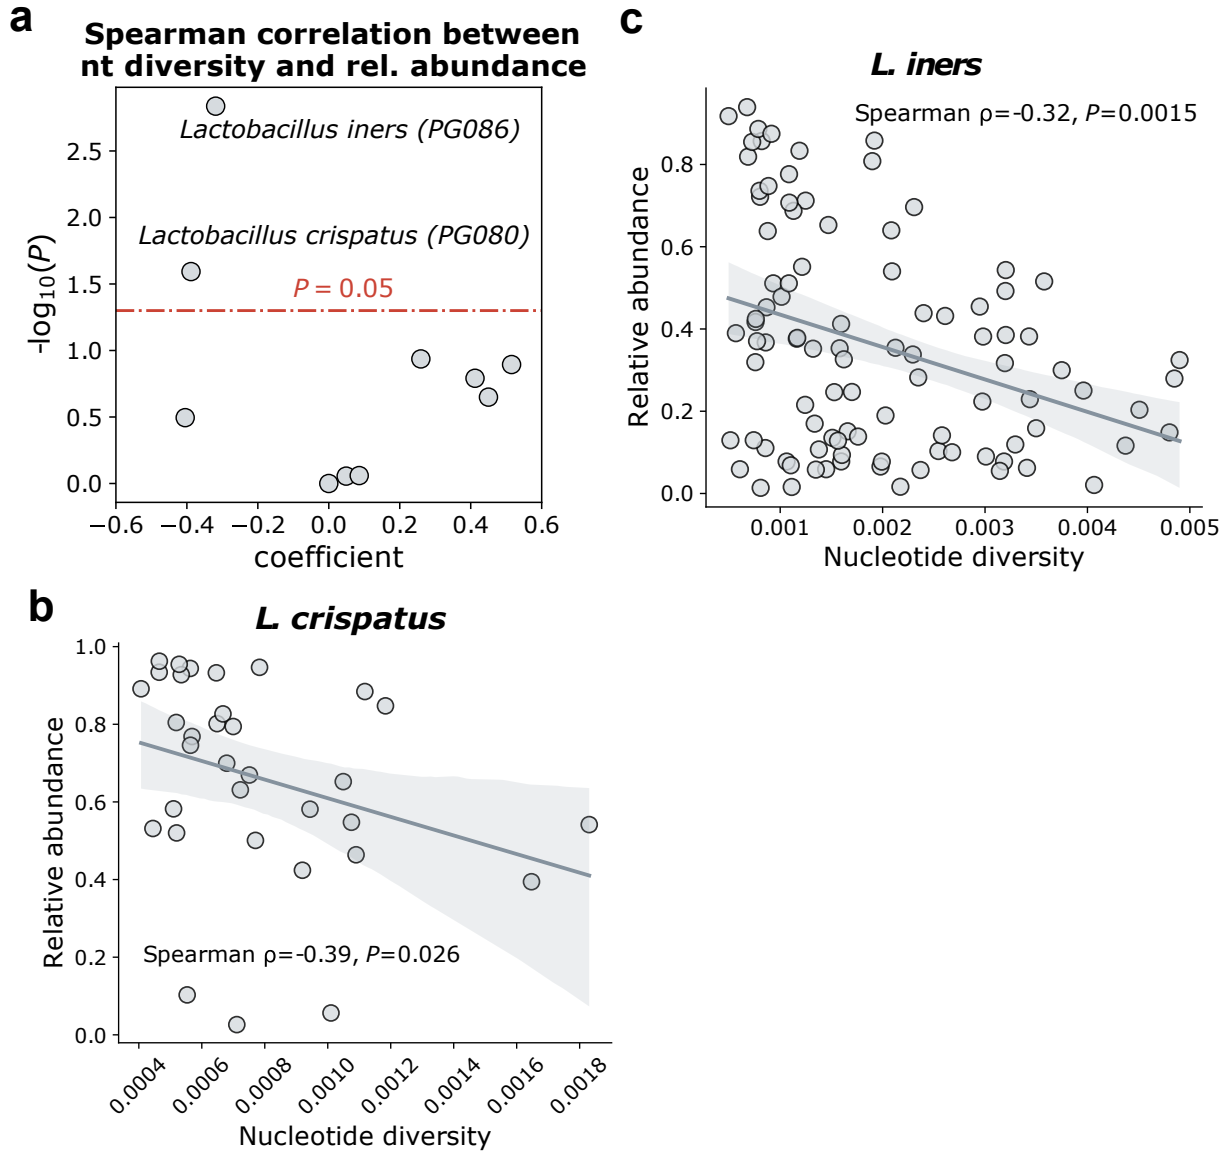 a
Spearman correlation between
nt diversity and rel. abundance
Lactobacillus iners (PG086)
Lactobacillus crispatus (PG080)
P = 0.05
-log10(P)
2.5
2.0
1.5
1.0
0.5
0.0
−0.6 −0.4 −0.2 0.0 0.2 0.4 0.6
coefficient
c
L. iners
Spearman ρ=-0.32, P=0.0015
Relative abundance
0.8
0.6
0.4
0.2
0.0
0.001 0.002 0.003 0.004 0.005
Nucleotide diversity
b
L. crispatus
Relative abundance
1.0
0.8
0.6
0.4
0.2
0.0
Spearman ρ=-0.39, P=0.026
0.0004 0.0006 0.0008 0.0010 0.0012 0.0014 0.0016 0.0018
Nucleotide diversity